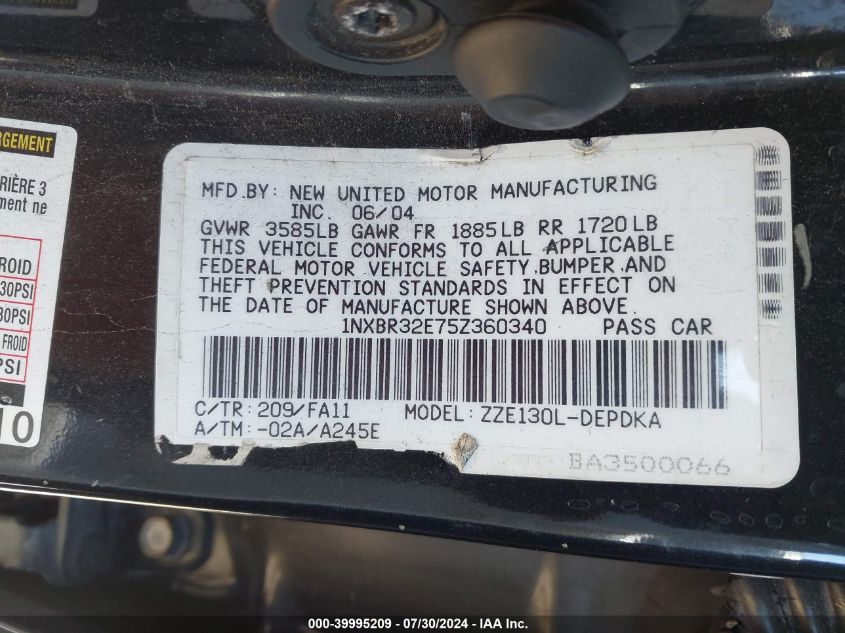 RGEMENT
RIÈRE 3
ment ne
ROID
30PSI
30PSI
FROID
PSI
10
MFD.BY: NEW UNITED MOTOR MANUFACTURING
INC. 06/04
GVWR 3585LB GAWR FR 1885LB RR 1720LB
THIS VEHICLE CONFORMS TO ALL APPLICABLE
FEDERAL MOTOR VEHICLE SAFETY,BUMPER,AND
THEFT PREVENTION STANDARDS IN EFFECT ON
THE DATE OF MANUFACTURE SHOWN ABOVE.
1NXBR32E75Z360340 PASS CAR
C/TR: 209/FA11 MODEL: ZZE130L-DEPDKA
A/TM: -02A/A245E
BA3500066
000-39995209 - 07/30/2024 - IAA Inc.